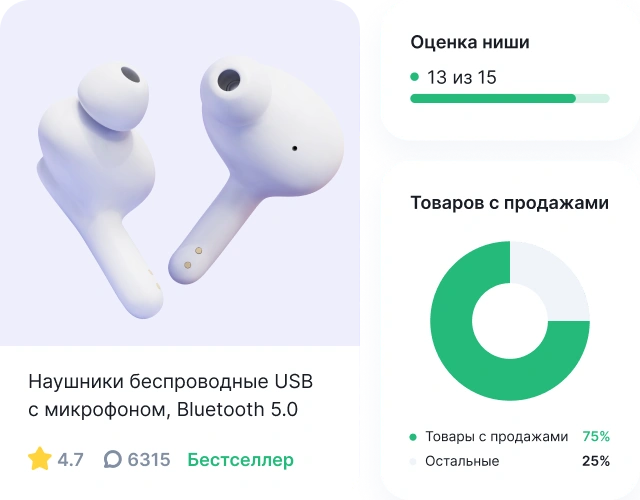 Наушники беспроводные USB
с микрофоном, Bluetooth 5.0
4.7 6315 Бестселлер
Оценка ниши
13 из 15
Товаров с продажами
Товары с продажами 75%
Остальные 25%